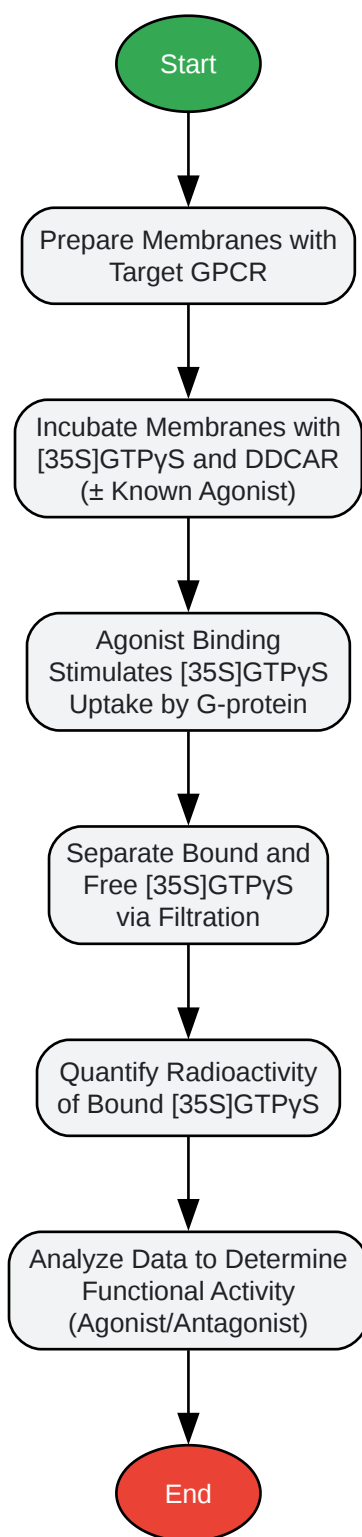 Start
Prepare Membranes with
Target GPCR
Incubate Membranes with
[35S]GTPγS and DDCAR
(± Known Agonist)
Agonist Binding
Stimulates [35S]GTPγS
Uptake by G-protein
Separate Bound and
Free [35S]GTPγS
via Filtration
Quantify Radioactivity
of Bound [35S]GTPγS
Analyze Data to Determine
Functional Activity
(Agonist/Antagonist)
End